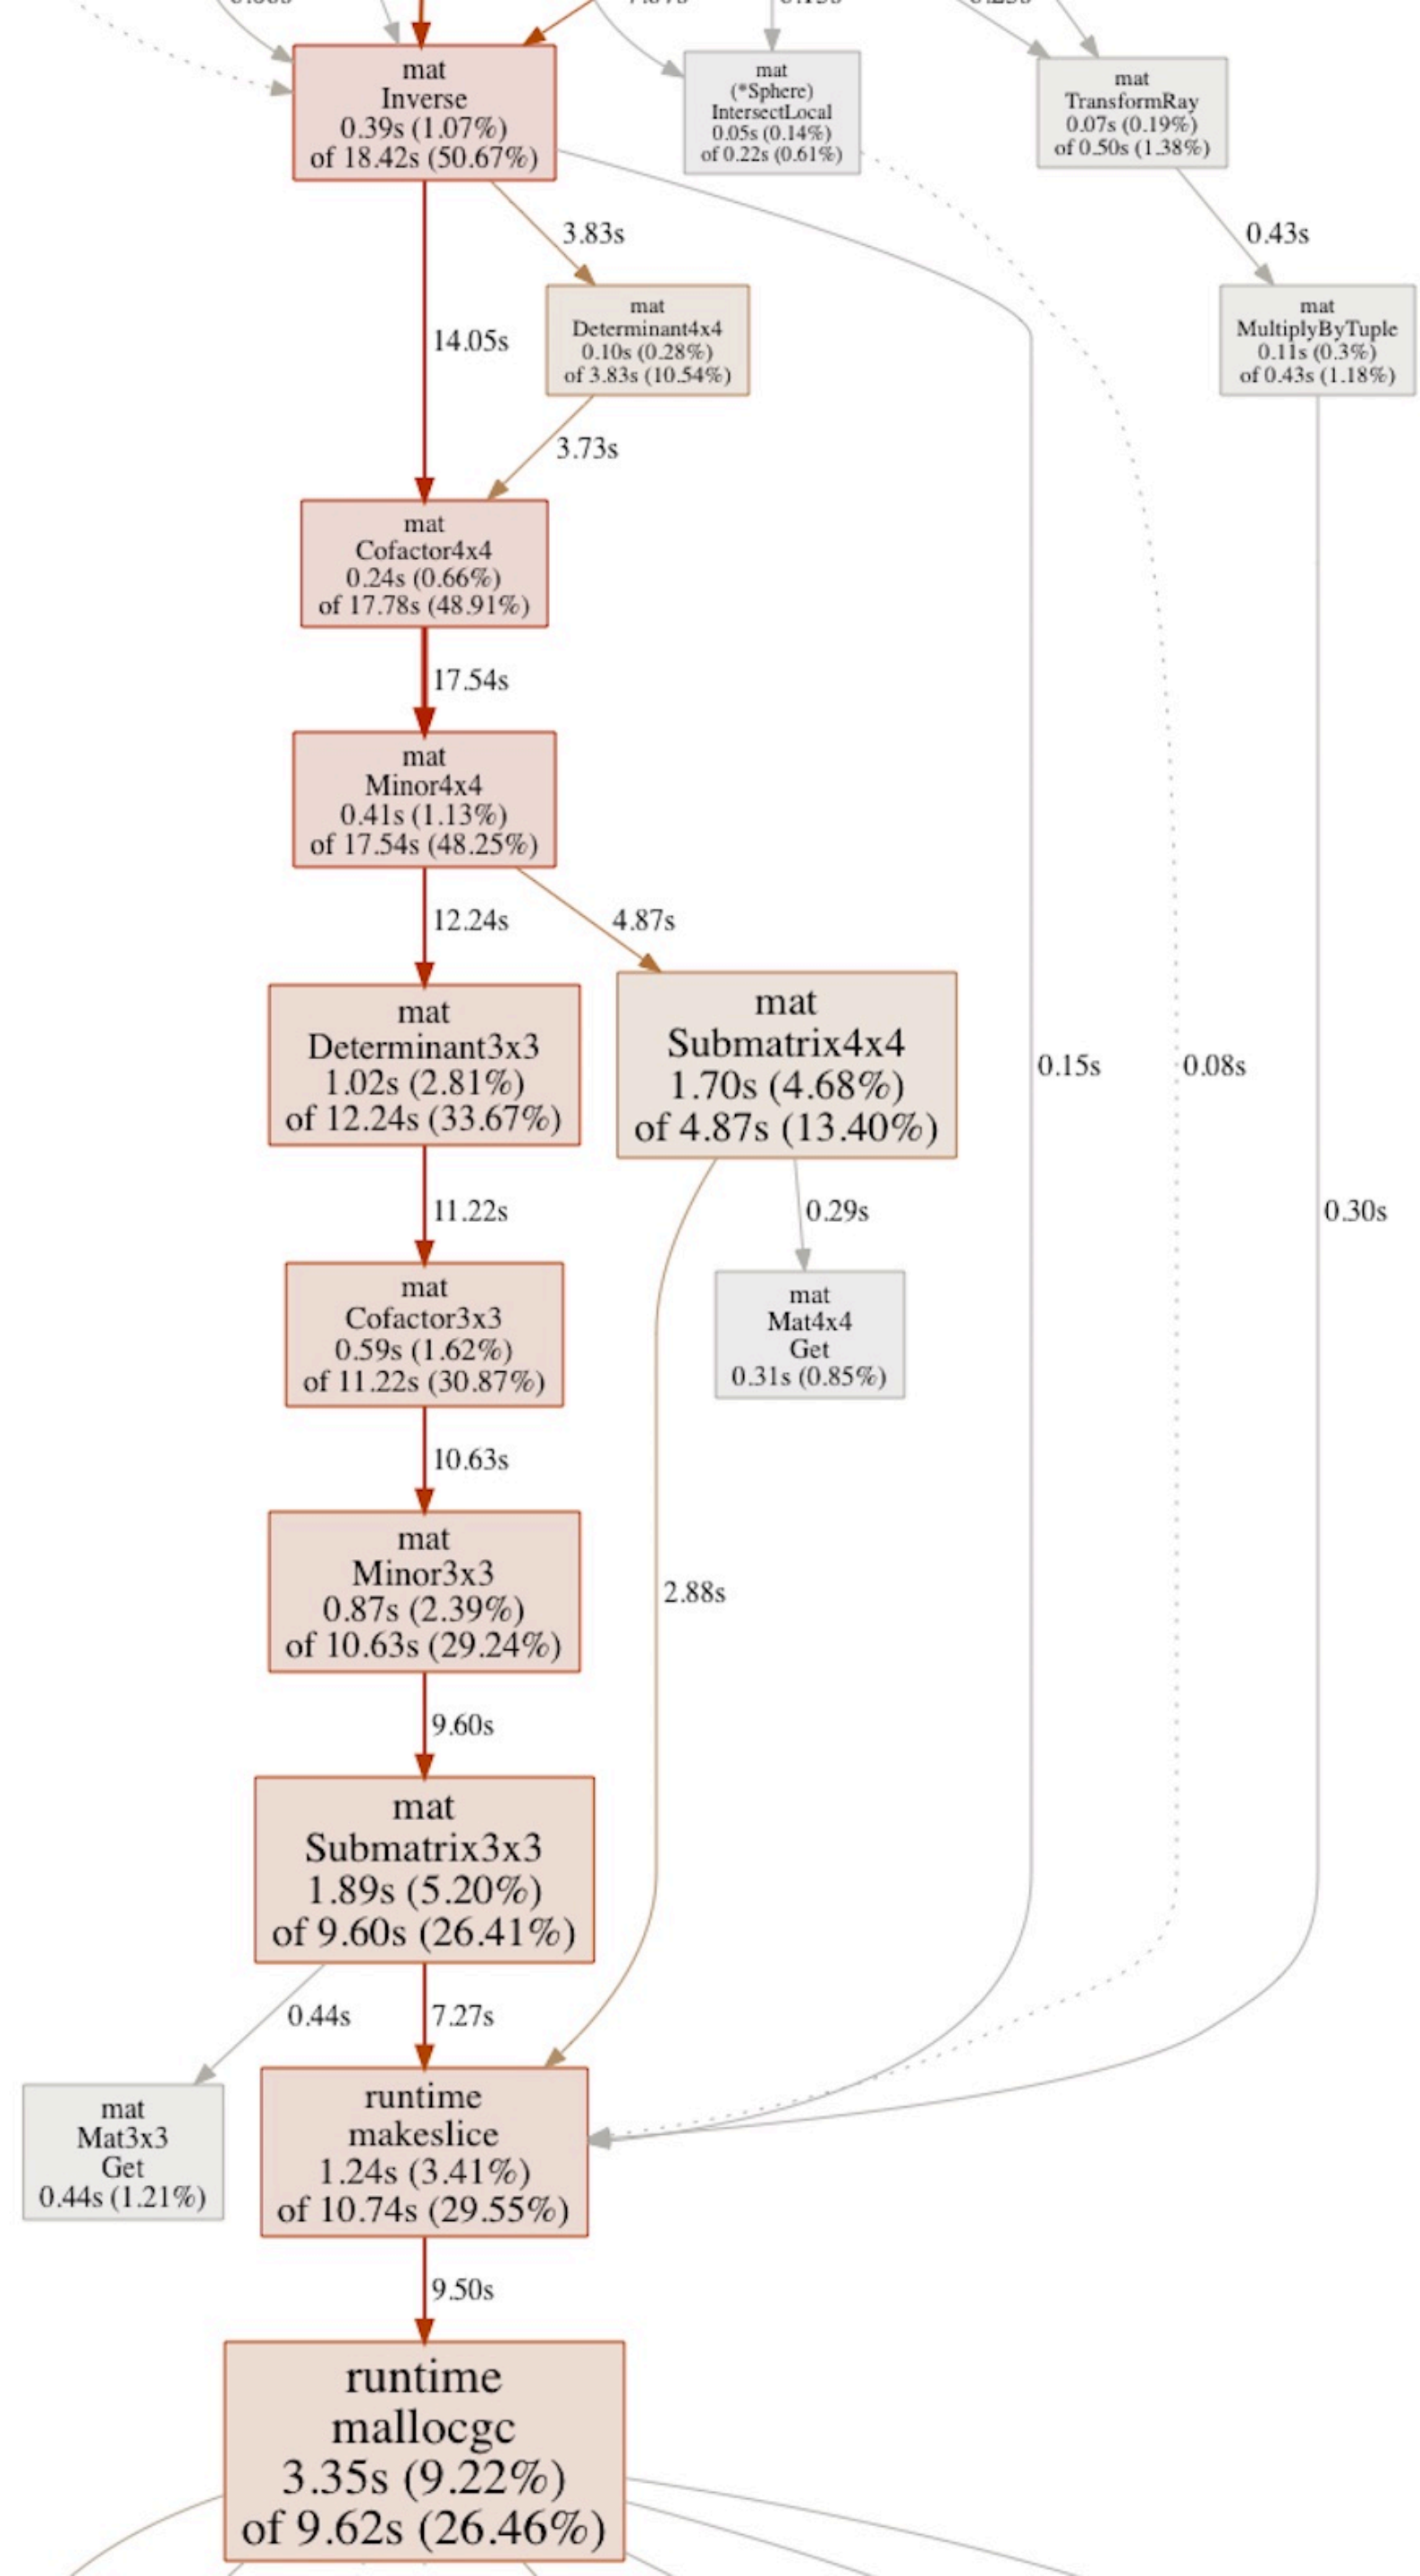 mat
Inverse
0.39s (1.07%)
of 18.42s (50.67%)
mat
(*Sphere)
IntersectLocal
0.05s (0.14%)
of 0.22s (0.61%)
mat
TransformRay
0.07s (0.19%)
of 0.50s (1.38%)
3.83s
0.43s
14.05s
mat
Determinant4x4
0.10s (0.28%)
of 3.83s (10.54%)
mat
MultiplyByTuple
0.11s (0.3%)
of 0.43s (1.18%)
3.73s
mat
Cofactor4x4
0.24s (0.66%)
of 17.78s (48.91%)
17.54s
mat
Minor4x4
0.41s (1.13%)
of 17.54s (48.25%)
12.24s
4.87s
mat
Determinant3x3
1.02s (2.81%)
of 12.24s (33.67%)
mat
Submatrix4x4
1.70s (4.68%)
of 4.87s (13.40%)
0.15s
0.08s
11.22s
0.29s
0.30s
mat
Cofactor3x3
0.59s (1.62%)
of 11.22s (30.87%)
mat
Mat4x4
Get
0.31s (0.85%)
10.63s
mat
Minor3x3
0.87s (2.39%)
of 10.63s (29.24%)
2.88s
9.60s
mat
Submatrix3x3
1.89s (5.20%)
of 9.60s (26.41%)
0.44s
7.27s
mat
Mat3x3
Get
0.44s (1.21%)
runtime
makeslice
1.24s (3.41%)
of 10.74s (29.55%)
9.50s
runtime
mallocgc
3.35s (9.22%)
of 9.62s (26.46%)